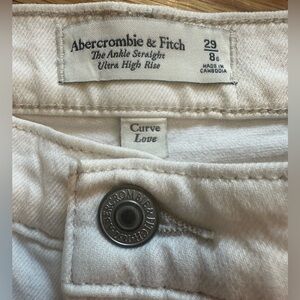 Abercrombie & Fitch
The Ankle Straight
Ultra High Rise
29
8S
MADE IN
CAMBODIA
Curve
Love